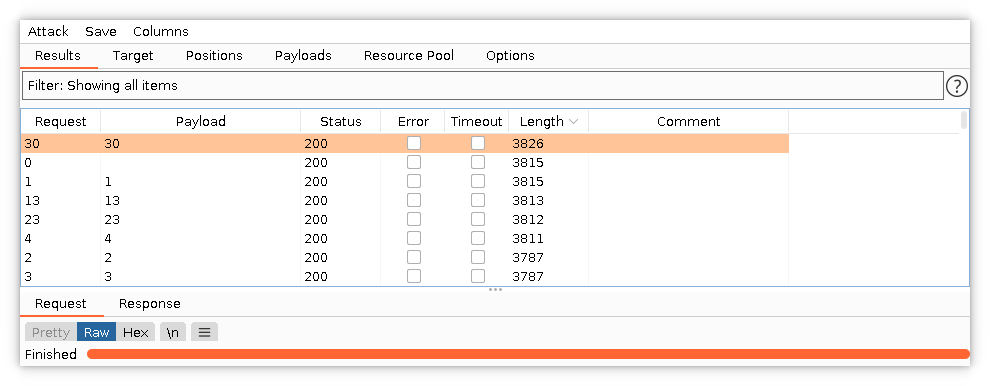 Attack Save Columns
Results Target Positions Payloads Resource Pool Options
Filter: Showing all items ?
Request Payload Status Error Timeout Length Comment
30 30 200 3826
0 200 3815
1 1 200 3815
13 13 200 3813
23 23 200 3812
4 4 200 3811
2 2 200 3787
3 3 200 3787
Request Response
Pretty Raw Hex \n
Finished